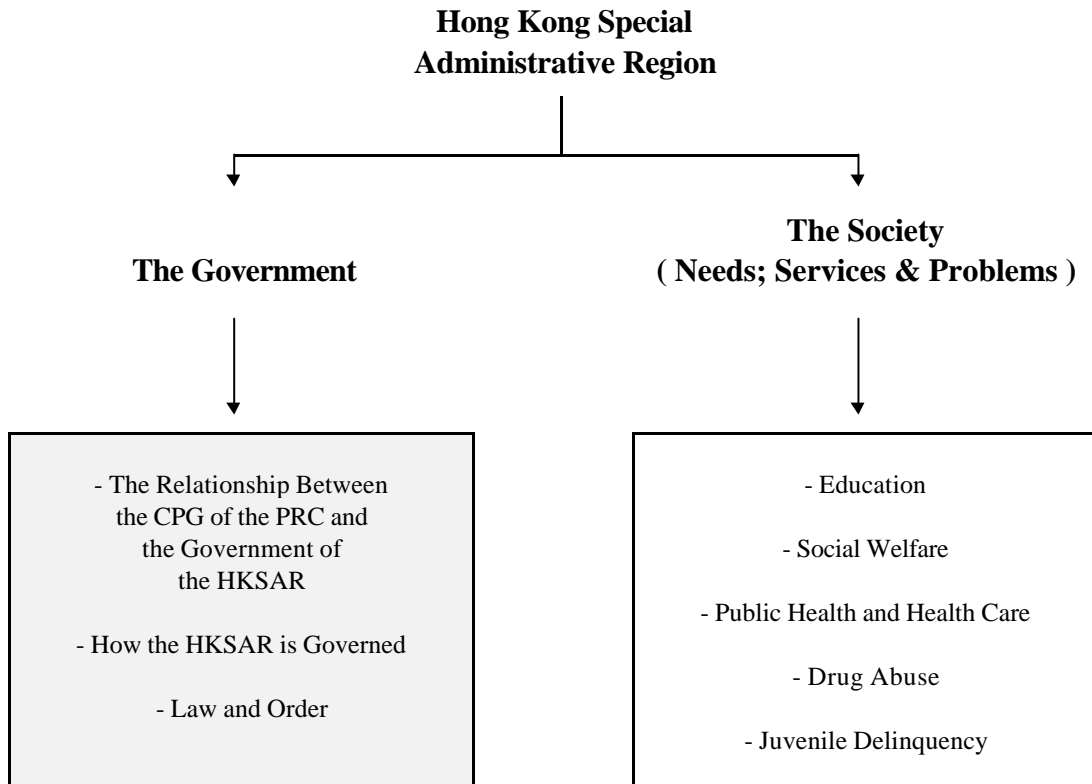 Hong Kong Special
Administrative Region
The Government
The Society
( Needs; Services & Problems )
- The Relationship Between
the CPG of the PRC and
the Government of
the HKSAR
- How the HKSAR is Governed
- Law and Order
- Education
- Social Welfare
- Public Health and Health Care
- Drug Abuse
- Juvenile Delinquency